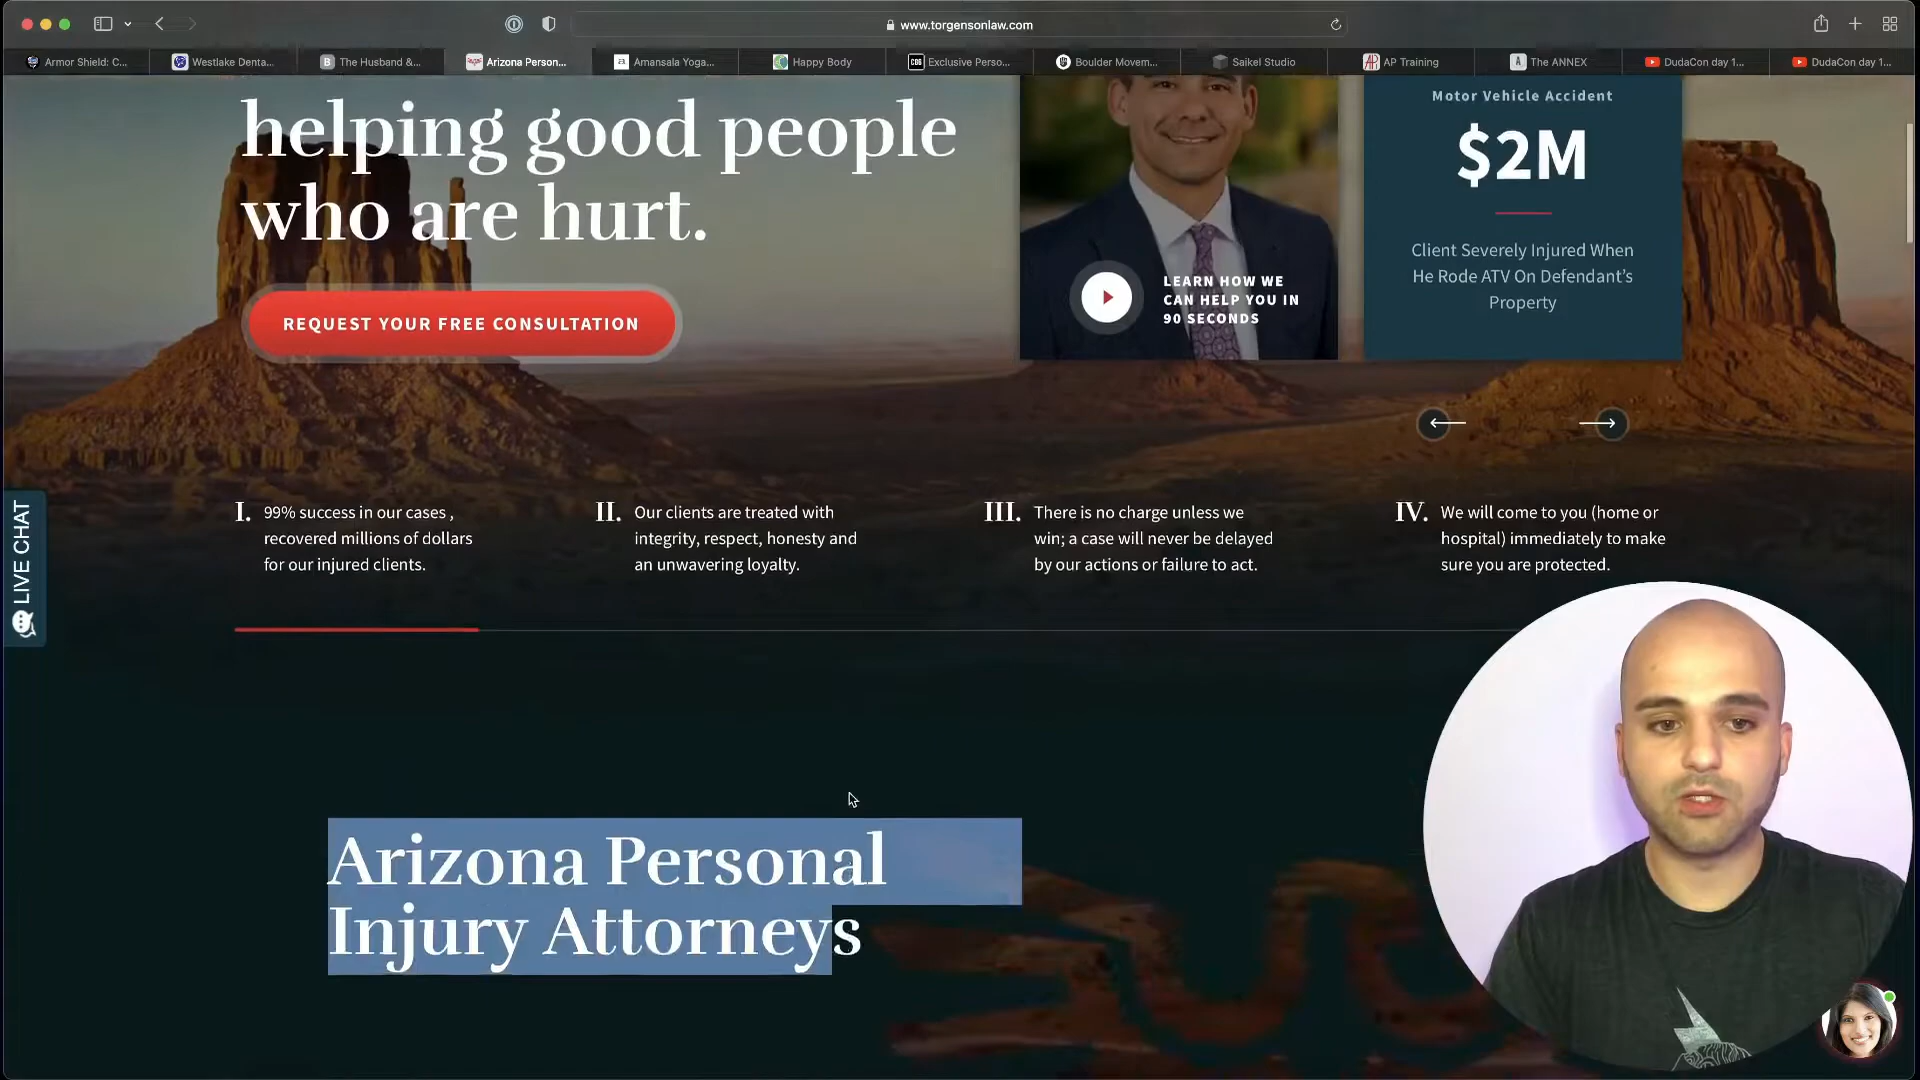 www.torgensonlaw.com
Armor Shield: C...
Westlake Denta...
The Husband &...
Arizona Person...
Amansala Yoga...
Happy Body
Exclusive Perso...
Boulder Movem...
Saikel Studio
AP Training
The ANNEX
DudaCon day 1...
DudaCon day 1...
helping good people
who are hurt.
REQUEST YOUR FREE CONSULTATION
LEARN HOW WE
CAN HELP YOU IN
90 SECONDS
Motor Vehicle Accident
$2M
Client Severely Injured When
He Rode ATV On Defendant's
Property
I. 99% success in our cases ,
recovered millions of dollars
for our injured clients.
II. Our clients are treated with
integrity, respect, honesty and
an unwavering loyalty.
III. There is no charge unless we
win; a case will never be delayed
by our actions or failure to act.
IV. We will come to you (home or
hospital) immediately to make
sure you are protected.
LIVE CHAT
Arizona Personal
Injury Attorneys